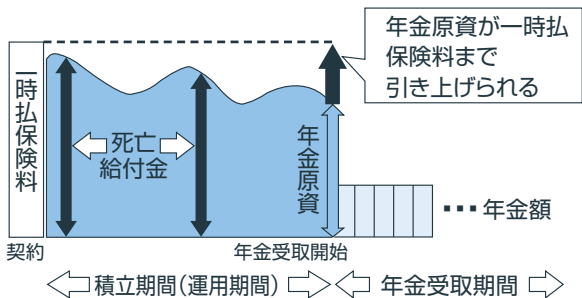 年金原資が一時払
保険料まで
引き上げられる
一時払保険料
死亡
給付金
年金原資
…年金額
契約
年金受取開始
積立期間(運用期間)
年金受取期間